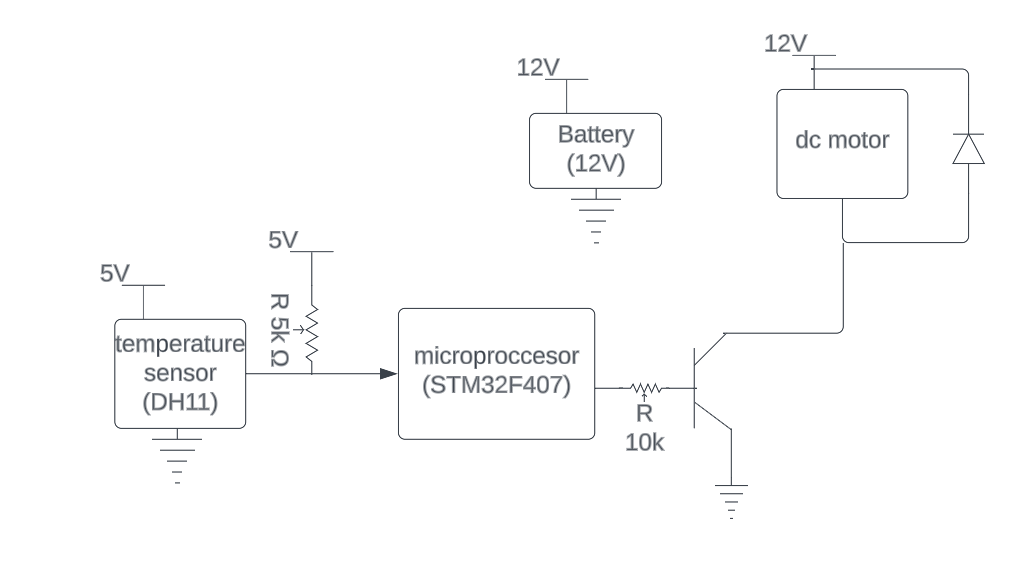 12V
12V
Battery
(12V)
dc motor
5V
5V
R 5k Ω
temperature
sensor
(DH11)
microproccesor
(STM32F407)
R
10k